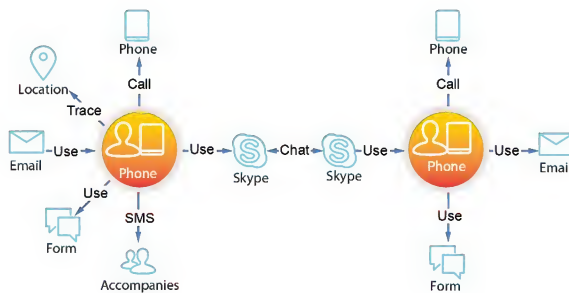 Phone
Phone
Call
Call
Location
Trace
Email
Use
Phone
Use
Skype
Chat
Skype
Use
Phone
Use
Email
Use
SMS
Use
Form
Accompanies
Form